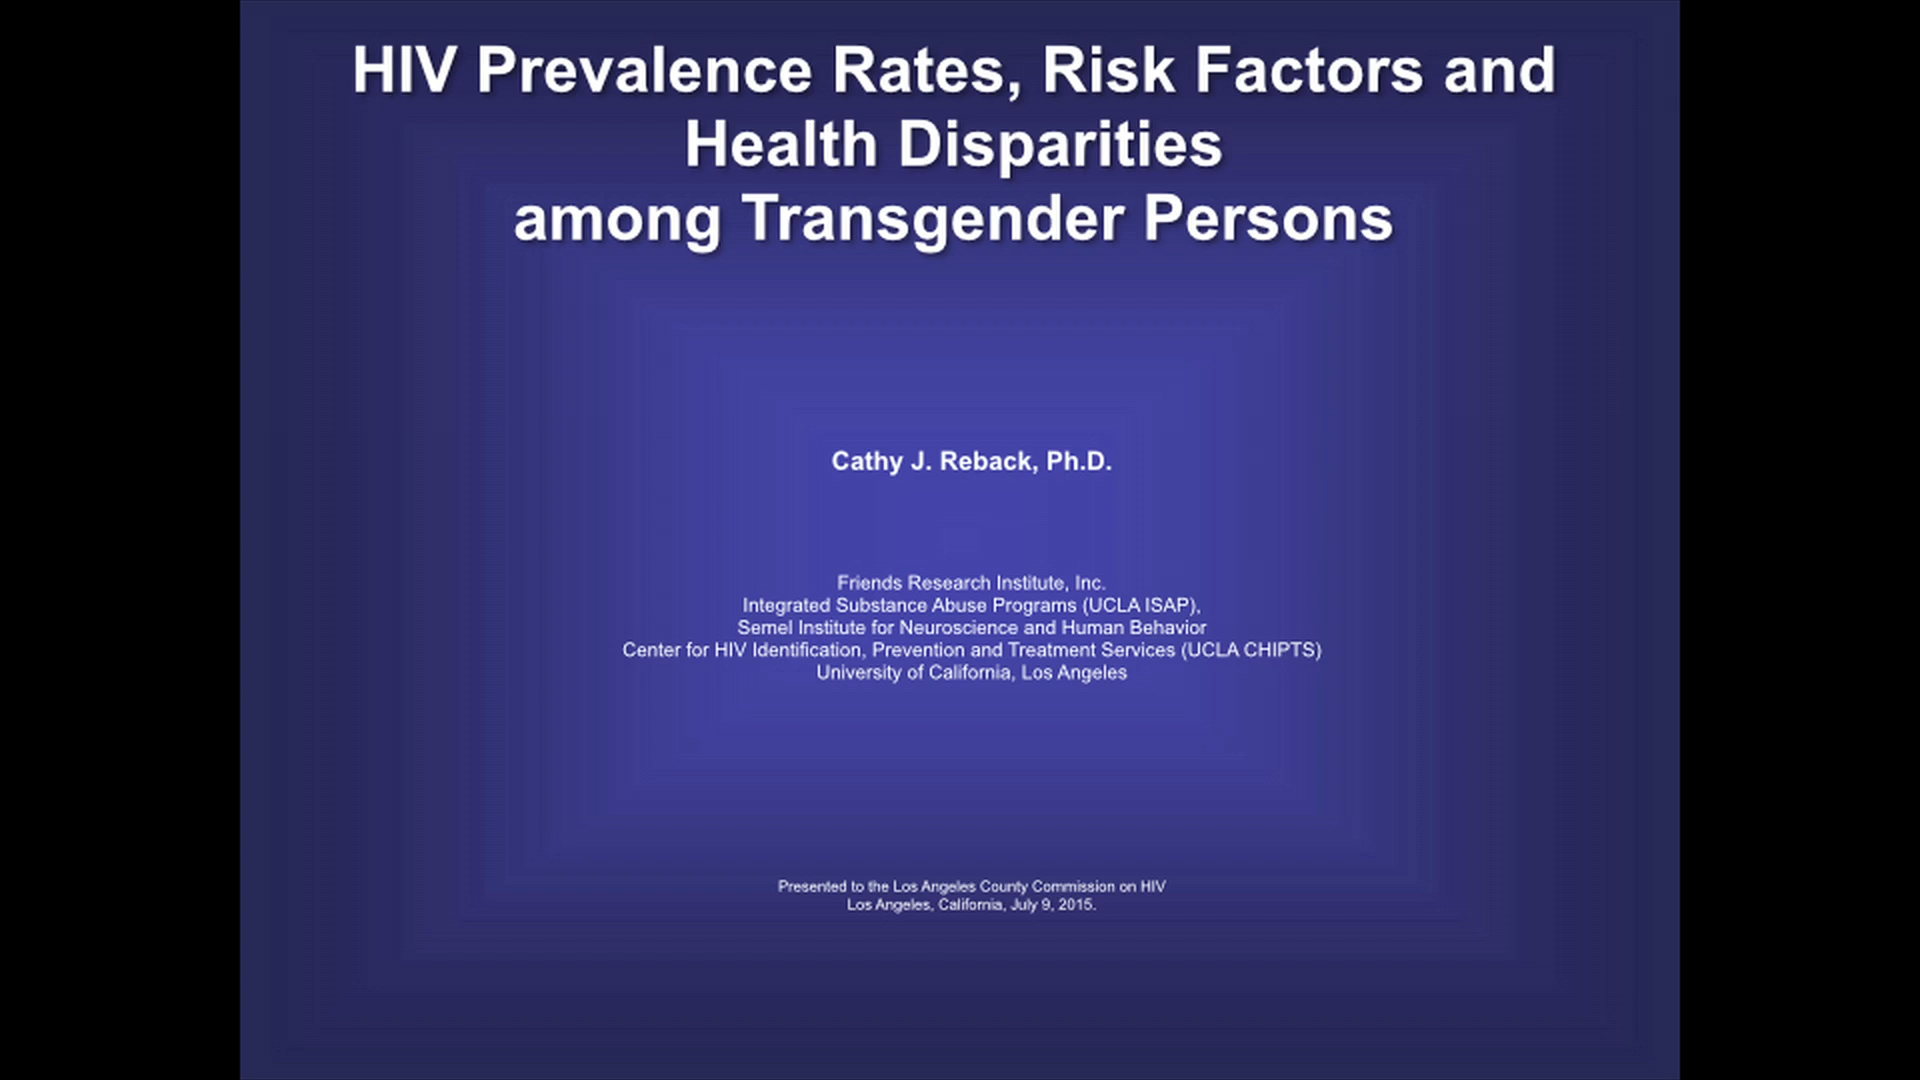 HIV Prevalence Rates, Risk Factors and
Health Disparities
among Transgender Persons
Cathy J. Reback, Ph.D.
Friends Research Institute, Inc.
Integrated Substance Abuse Programs (UCLA ISAP),
Semel Institute for Neuroscience and Human Behavior
Center for HIV Identification, Prevention and Treatment Services (UCLA CHIPTS)
University of California, Los Angeles
Presented to the Los Angeles County Commission on HIV
Los Angeles, California, July 9, 2015.